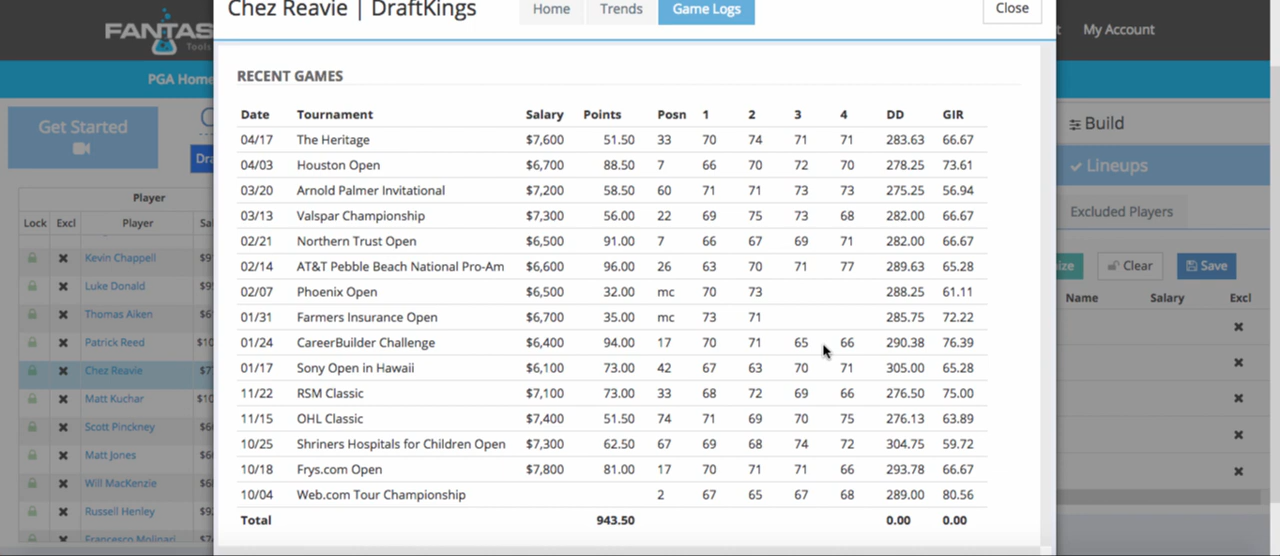 Chez Reavie | DraftKings Home Trends Game Logs Close
FANTAS
Tools
My Account
PGA Home
RECENT GAMES
Get Started
Build
Dra
Lineups
Date Tournament Salary Points Posn 1 2 3 4 DD GIR
04/17 The Heritage $7,600 51.50 33 70 74 71 71 283.63 66.67
04/03 Houston Open $6,700 88.50 7 66 70 72 70 278.25 73.61
03/20 Arnold Palmer Invitational $7,200 58.50 60 71 71 73 73 275.25 56.94
03/13 Valspar Championship $7,300 56.00 22 69 75 73 68 282.00 66.67
02/21 Northern Trust Open $6,500 91.00 7 66 67 69 71 282.00 66.67
02/14 AT&T Pebble Beach National Pro-Am $6,600 96.00 26 63 70 71 77 289.63 65.28
02/07 Phoenix Open $6,500 32.00 mc 70 73 288.25 61.11
01/31 Farmers Insurance Open $6,700 35.00 mc 73 71 285.75 72.22
01/24 CareerBuilder Challenge $6,400 94.00 17 70 71 65 66 290.38 76.39
01/17 Sony Open in Hawaii $6,100 73.00 42 67 63 70 71 305.00 65.28
11/22 RSM Classic $7,100 73.00 33 68 72 69 66 276.50 75.00
11/15 OHL Classic $7,400 51.50 74 71 69 70 75 276.13 63.89
10/25 Shriners Hospitals for Children Open $7,300 62.50 67 69 68 74 72 304.75 59.72
10/18 Frys.com Open $7,800 81.00 17 70 71 71 66 293.78 66.67
10/04 Web.com Tour Championship 2 67 65 67 68 289.00 80.56
Total 943.50 0.00 0.00
Player
Lock Excl Player Sa
Kevin Chappell $9
Luke Donald $9
Thomas Aiken $6
Patrick Reed $10
Chez Reavie $7
Matt Kuchar $10
Scott Pinckney $6
Matt Jones $6
Will MacKenzie $6
Russell Henley $9
Francesco Molinari
Excluded Players
ize Clear Save
Name Salary Excl